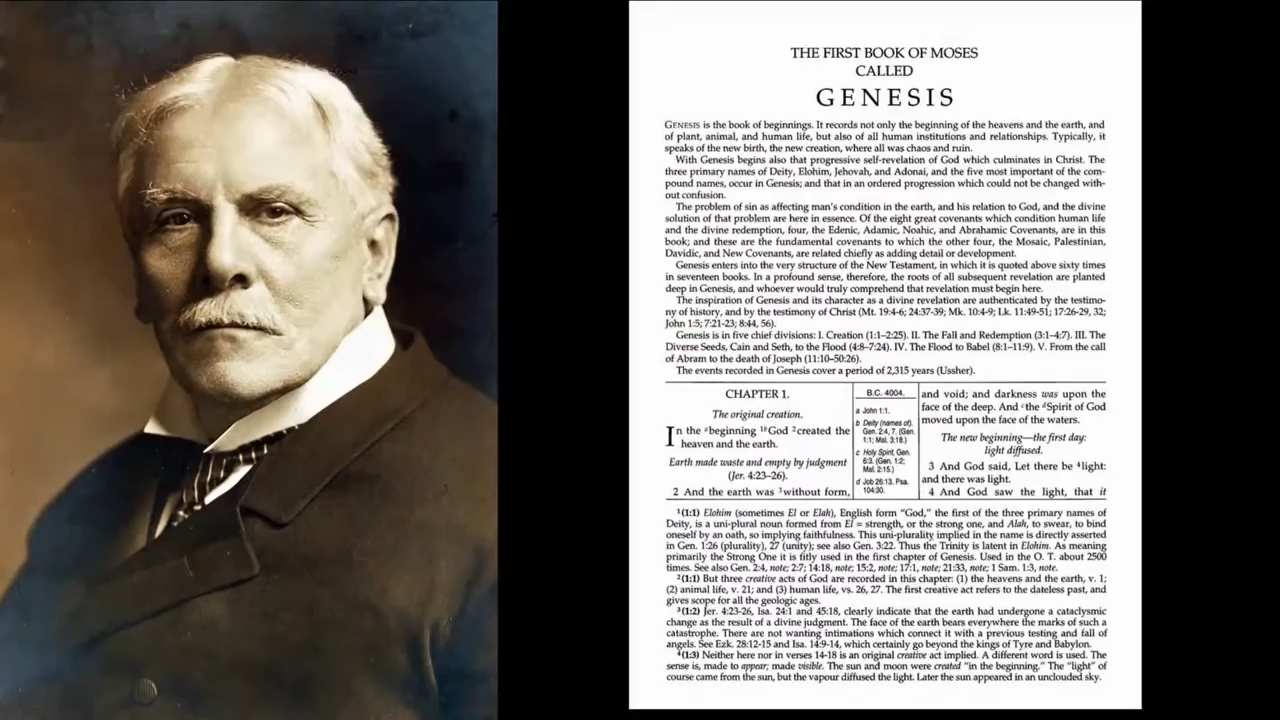 THE FIRST BOOK OF MOSES
CALLED
GENESIS
GENESIS is the book of beginnings. It records not only the beginning of the heavens and the earth, and
of plant, animal, and human life, but also of all human institutions and relationships. Typically, it
speaks of the new birth, the new creation, where all was chaos and ruin.
With Genesis begins also that progressive self-revelation of God which culminates in Christ. The
three primary names of Deity, Elohim, Jehovah, and Adonai, and the five most important of the com-
pound names, occur in Genesis; and that in an ordered progression which could not be changed with-
out confusion.
The problem of sin as affecting man's condition in the earth, and his relation to God, and the divine
solution of that problem are here in essence. Of the eight great covenants which condition human life
and the divine redemption, four, the Edenic, Adamic, Noahic, and Abrahamic Covenants, are in this
book; and these are the fundamental covenants to which the other four, the Mosaic, Palestinian,
Davidic, and New Covenants, are related chiefly as adding detail or development.
Genesis enters into the very structure of the New Testament, in which it is quoted above sixty times
in seventeen books. In a profound sense, therefore, the roots of all subsequent revelation are planted
deep in Genesis, and whoever would truly comprehend that revelation must begin here.
The inspiration of Genesis and its character as a divine revelation are authenticated by the testimo-
ny of history, and by the testimony of Christ (Mt. 19:4-6; 24:37-39; Mk. 10:4-9; Lk. 11:49-51; 17:26-29, 32;
John 1:5; 7:21-23; 8:44, 56).
Genesis is in five chief divisions: I. Creation (1:1–2:25). II. The Fall and Redemption (3:1–4:7). III. The
Diverse Seeds, Cain and Seth, to the Flood (4:8–7:24). IV. The Flood to Babel (8:1–11:9). V. From the call
of Abram to the death of Joseph (11:10–50:26).
The events recorded in Genesis cover a period of 2,315 years (Ussher).
CHAPTER 1.
The original creation.
In the ᵃbeginning ¹ᵇGod ²created the
heaven and the earth.
Earth made waste and empty by judgment
(Jer. 4:23–26).
2 And the earth was ³without form,
B.C. 4004.
a John 1:1.
b Deity (names of).
Gen. 2:4, 7. (Gen.
1:1; Mal. 3:18.)
c Holy Spirit, Gen.
6:3. (Gen. 1:2;
Mal. 2:15.)
d Job 26:13. Psa.
104:30.
and void; and darkness was upon the
face of the deep. And ᶜthe ᵈSpirit of God
moved upon the face of the waters.
The new beginning—the first day:
light diffused.
3 And God said, Let there be ⁴light:
and there was light.
4 And God saw the light, that it
¹(1:1) Elohim (sometimes El or Elah), English form "God," the first of the three primary names of
Deity, is a uni-plural noun formed from El = strength, or the strong one, and Alah, to swear, to bind
oneself by an oath, so implying faithfulness. This uni-plurality implied in the name is directly asserted
in Gen. 1:26 (plurality), 27 (unity); see also Gen. 3:22. Thus the Trinity is latent in Elohim. As meaning
primarily the Strong One it is fitly used in the first chapter of Genesis. Used in the O. T. about 2500
times. See also Gen. 2:4, note; 2:7; 14:18, note; 15:2, note; 17:1, note; 21:33, note; 1 Sam. 1:3, note.
²(1:1) But three creative acts of God are recorded in this chapter: (1) the heavens and the earth, v. 1;
(2) animal life, v. 21; and (3) human life, vs. 26, 27. The first creative act refers to the dateless past, and
gives scope for all the geologic ages.
³(1:2) Jer. 4:23-26, Isa. 24:1 and 45:18, clearly indicate that the earth had undergone a cataclysmic
change as the result of a divine judgment. The face of the earth bears everywhere the marks of such a
catastrophe. There are not wanting intimations which connect it with a previous testing and fall of
angels. See Ezk. 28:12-15 and Isa. 14:9-14, which certainly go beyond the kings of Tyre and Babylon.
⁴(1:3) Neither here nor in verses 14-18 is an original creative act implied. A different word is used. The
sense is, made to appear; made visible. The sun and moon were created "in the beginning." The "light" of
course came from the sun, but the vapour diffused the light. Later the sun appeared in an unclouded sky.